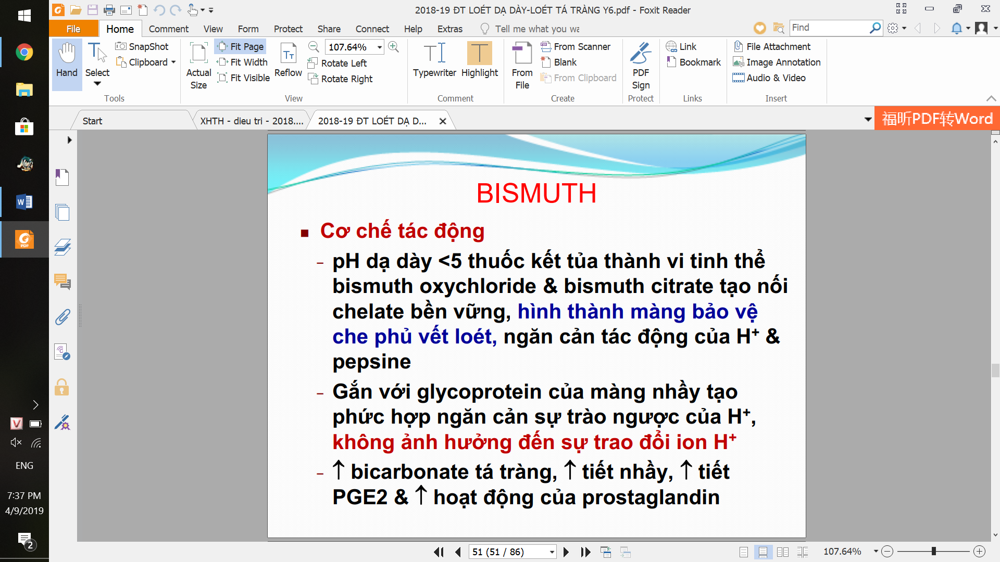 2018-19 ĐT LOÉT DẠ DÀY-LOÉT TÁ TRÀNG Y6.pdf - Foxit Reader
File Home Comment View Form Protect Share Connect Help Extras Tell me what you wa Find
SnapShot Fit Page 107.64% From Scanner Link File Attachment
Clipboard Fit Width Rotate Left Blank Bookmark Image Annotation
Hand Select Actual Size Fit Visible Reflow Rotate Right Typewriter Highlight From File From Clipboard PDF Sign Audio & Video
Tools View Comment Create Protect Links Insert
Start XHTH - dieu tri - 2018.... 2018-19 ĐT LOÉT DẠ D... 福昕PDF转Word
BISMUTH
Cơ chế tác động
– pH dạ dày <5 thuốc kết tủa thành vi tinh thể
bismuth oxychloride & bismuth citrate tạo nối
chelate bền vững, hình thành màng bảo vệ
che phủ vết loét, ngăn cản tác động của H+ &
pepsine
– Gắn với glycoprotein của màng nhầy tạo
phức hợp ngăn cản sự trào ngược của H+,
không ảnh hưởng đến sự trao đổi ion H+
– ↑ bicarbonate tá tràng, ↑ tiết nhầy, ↑ tiết
PGE2 & ↑ hoạt động của prostaglandin
ENG
7:37 PM
4/9/2019
2
51 (51 / 86) 107.64%